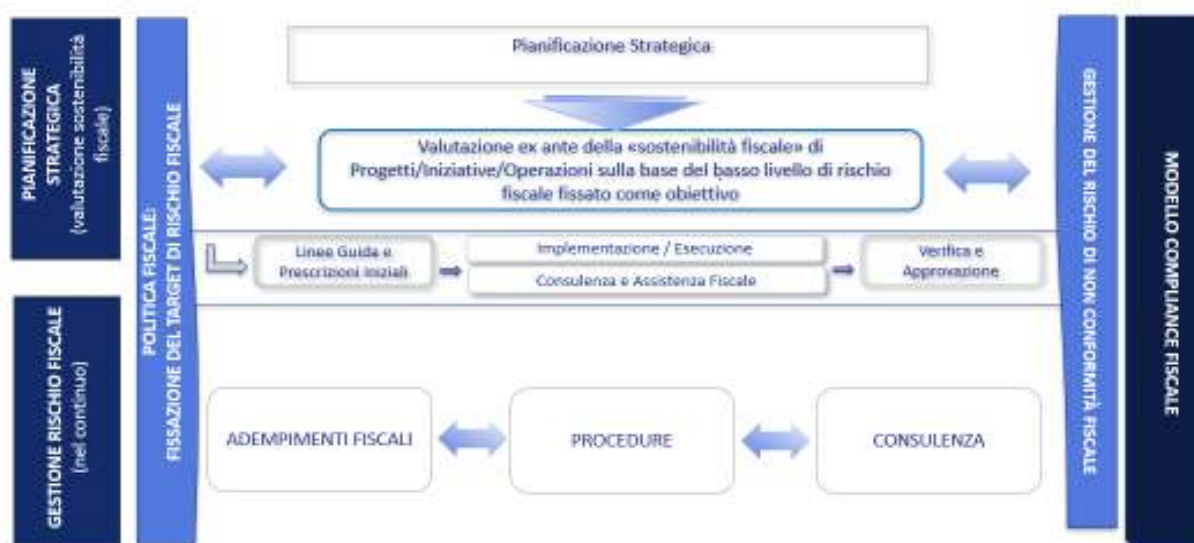 PIANIFICAZIONE
STRATEGICA
(valutazione sostenibilità
fiscale)
GESTIONE RISCHIO FISCALE
(nel continuo)
POLITICA FISCALE:
FISSAZIONE DEL TARGET DI RISCHIO FISCALE
Pianificazione Strategica
Valutazione ex ante della «sostenibilità fiscale» di
Progetti/Iniziative/Operazioni sulla base del basso livello di rischio
fiscale fissato come obiettivo
Linee Guida e
Prescrizioni Iniziali
Implementazione / Esecuzione
Consulenza e Assistenza Fiscale
Verifica e
Approvazione
ADEMPIMENTI FISCALI
PROCEDURE
CONSULENZA
GESTIONE DEL RISCHIO DI NON CONFORMITÀ FISCALE
MODELLO COMPLIANCE FISCALE